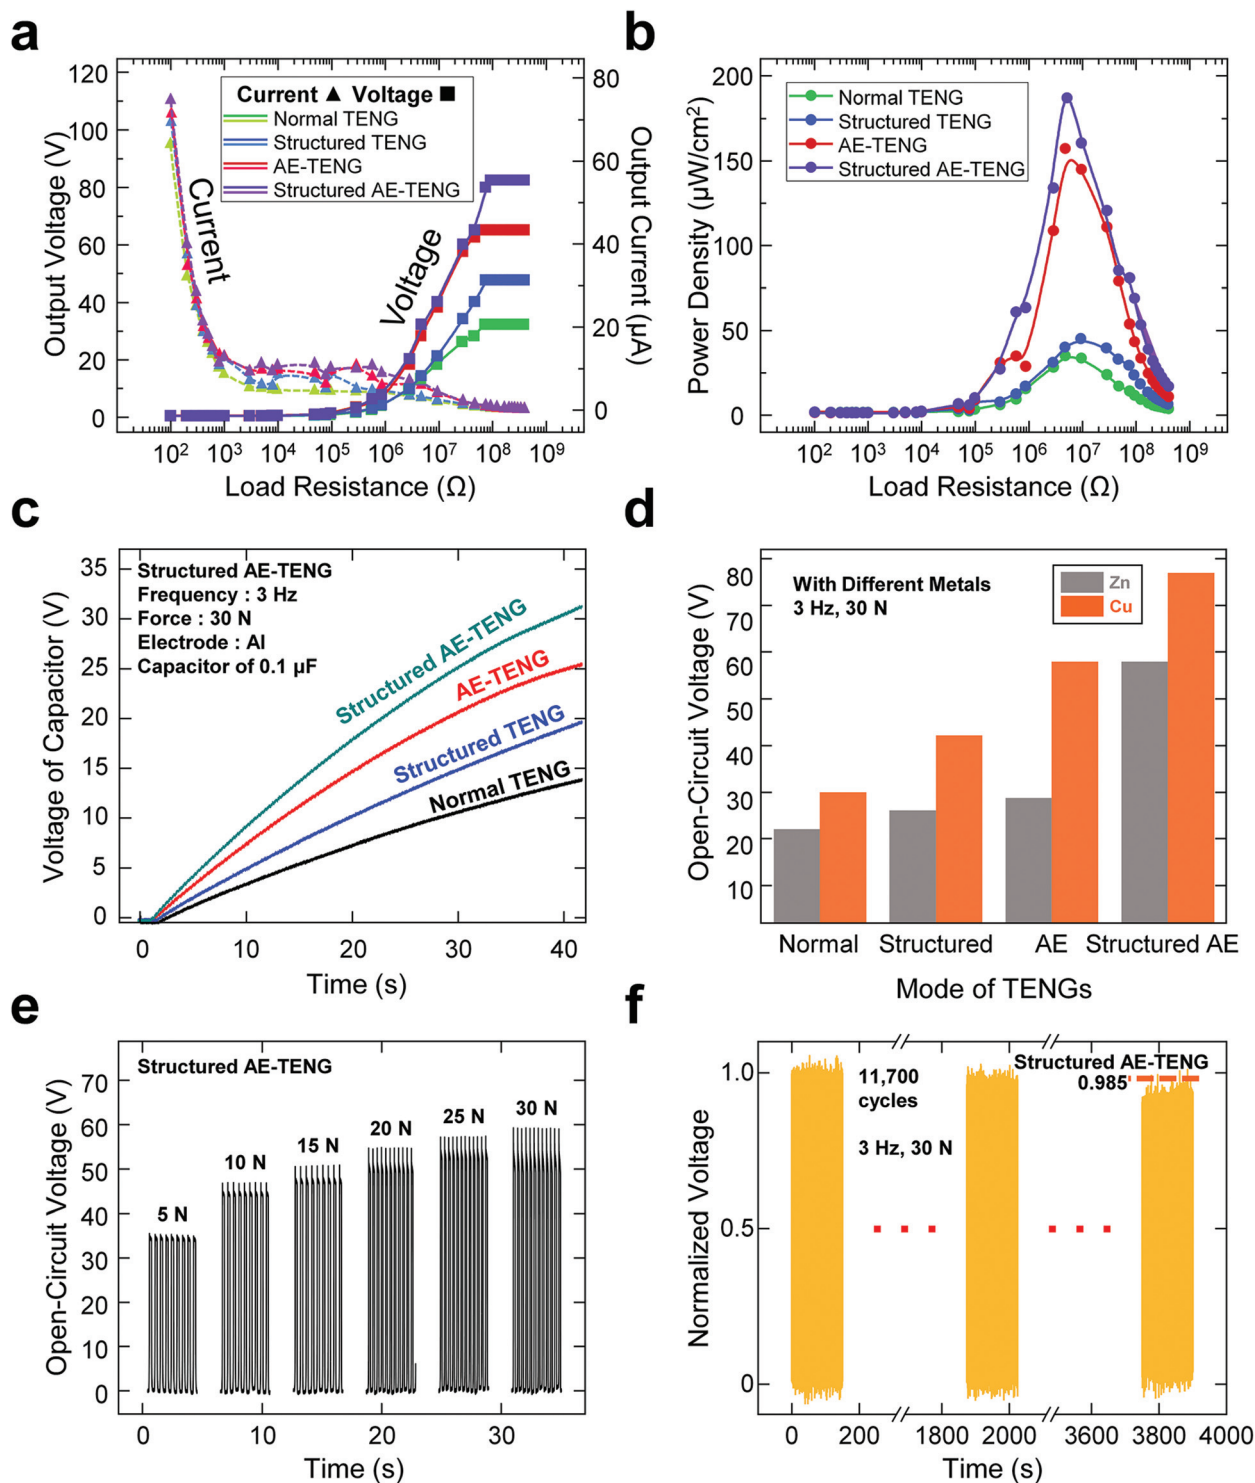 a
120
100
80
60
40
20
0
Output Voltage (V)
80
60
40
20
0
Output Current (µA)
Current ▲ Voltage ■
Normal TENG
Structured TENG
AE-TENG
Structured AE-TENG
Current
Voltage
10² 10³ 10⁴ 10⁵ 10⁶ 10⁷ 10⁸ 10⁹
Load Resistance (Ω)
b
200
150
100
50
0
Power Density (µW/cm2)
Normal TENG
Structured TENG
AE-TENG
Structured AE-TENG
10² 10³ 10⁴ 10⁵ 10⁶ 10⁷ 10⁸ 10⁹
Load Resistance (Ω)
c
35
30
25
20
15
10
5
0
Voltage of Capacitor (V)
Structured AE-TENG
Frequency : 3 Hz
Force : 30 N
Electrode : Al
Capacitor of 0.1 µF
Structured AE-TENG
AE-TENG
Structured TENG
Normal TENG
0 10 20 30 40
Time (s)
d
80
70
60
50
40
30
20
10
Open-Circuit Voltage (V)
With Different Metals
3 Hz, 30 N
Zn
Cu
Normal Structured AE Structured AE
Mode of TENGs
e
70
60
50
40
30
20
10
0
Open-Circuit Voltage (V)
Structured AE-TENG
5 N
10 N
15 N
20 N
25 N
30 N
0 10 20 30
Time (s)
f
1.0
0.5
0
Normalized Voltage
11,700
cycles
3 Hz, 30 N
Structured AE-TENG
0.985
0 200 1800 2000 3600 3800 4000
Time (s)